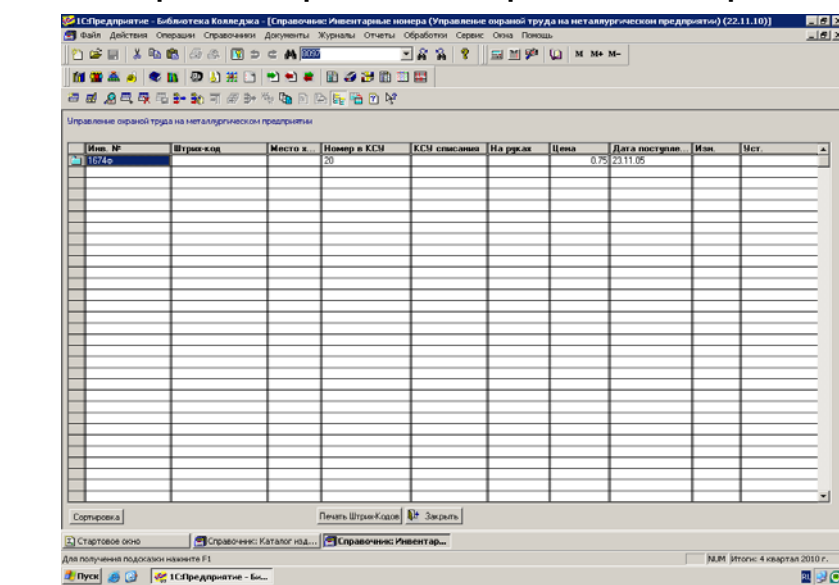 1С:Предприятие - Библиотека Колледжа - [Справочник: Инвентарные номера (Управление охраной труда на металлургическом предприятии) (22.11.10)]
Файл Действия Операции Справочники Документы Журналы Отчеты Обработки Сервис Окна Помощь
M M+ M-
Управление охраной труда на металлургическом предприятии
Инв. № Штрих-код Место х... Номер в КСУ КСУ списания На руках Цена Дата поступле... Изн. Уст.
1674ф 20 0.75 23.11.05
Сортировка Печать Штрих-Кодов Закрыть
Стартовое окно Справочник: Каталог изд... Справочник: Инвентар...
Для получения подсказки нажмите F1 NUM Итоги: 4 квартал 2010 г.
Пуск 1С:Предприятие - Би... RU